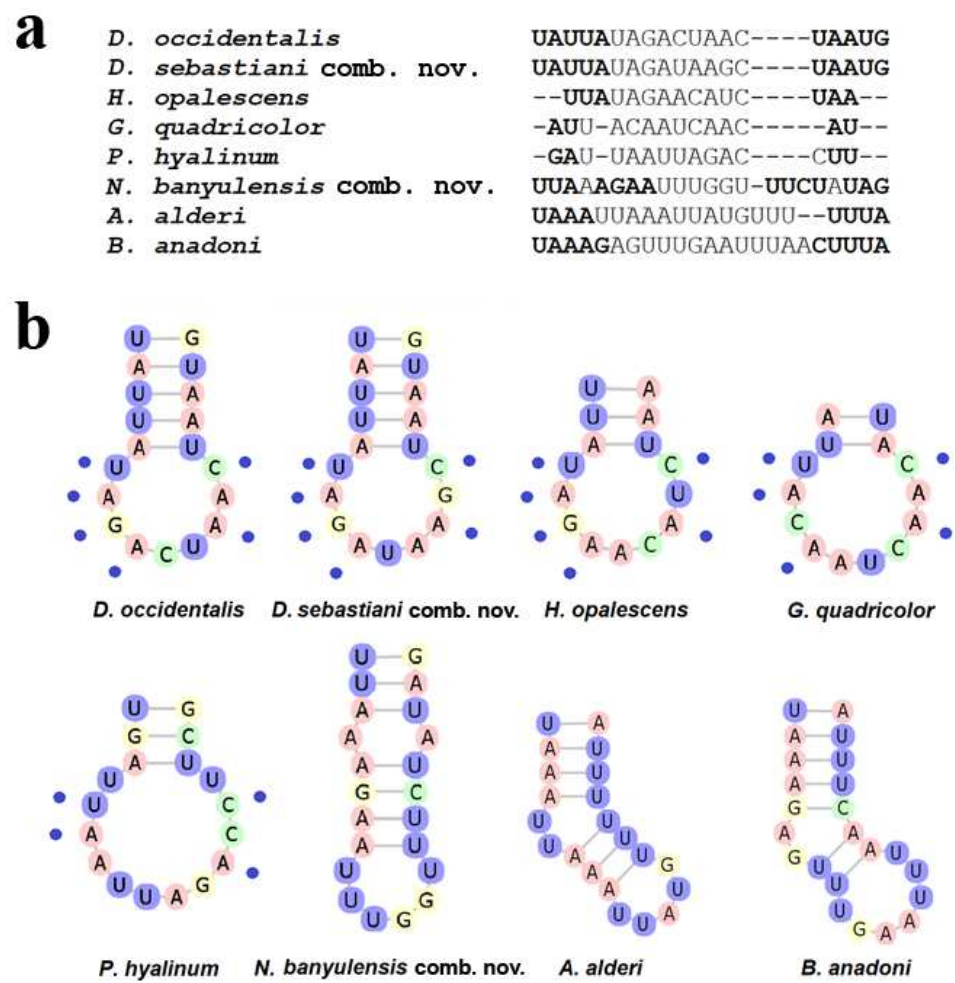 a
D. occidentalis UAUUAUAGACUAAC----UAAUG
D. sebastiani comb. nov. UAUUAUAGAUAAGC----UAAUG
H. opalescens --UUAUAGAACAUC----UAA--
G. quadricolor -AUU-ACAAUCAAC----AU--
P. hyalinum -GAU-UAAUUAGAC----CUU--
N. banyulensis comb. nov. UUAAAGAAUUUGGU-UUCUAUAG
A. alderi UAAAUUAAAUUAUGUUU--UUUA
B. anadoni UAAAGAGUUUGAAUUUAACUUUA
b
U A U U A U A G A C U A A C U A A U G
U A U U A U A G A U A A G C U A A U G
U U A U A G A A C A U C U A A
A U U A C A A U C A A C A U
D. occidentalis D. sebastiani comb. nov. H. opalescens G. quadricolor
U G A U U A A U U A G A C C U U C G
U U A A A G A A U U U G G U U U C U A U A G
U A A A U U A A A U U A U G U U U U U U A
U A A A G A G U U U G A A U U U A A C U U U A
P. hyalinum N. banyulensis comb. nov. A. alderi B. anadoni